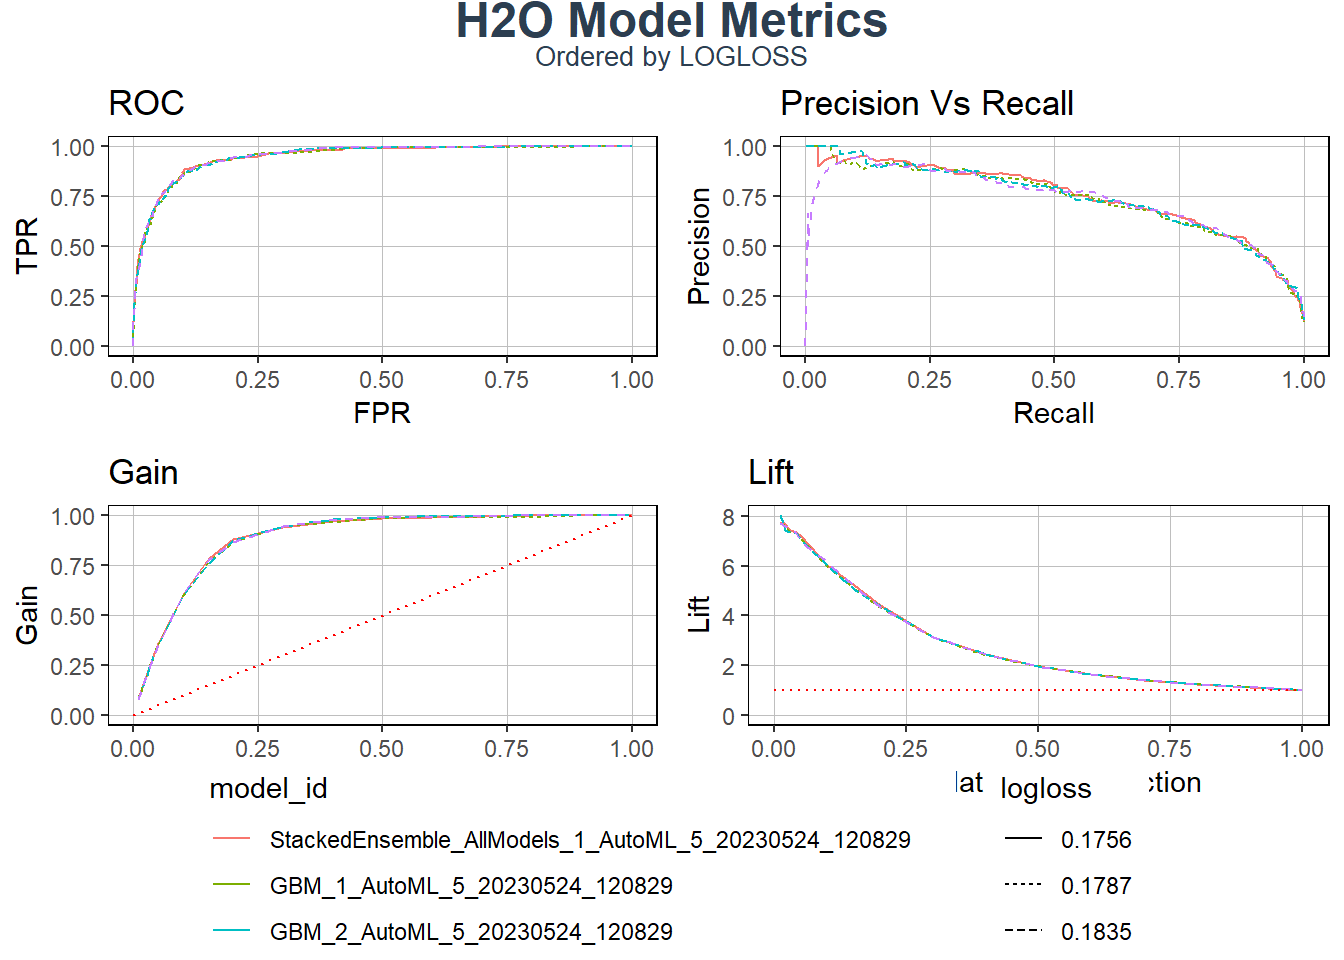 H2O Model Metrics
Ordered by LOGLOSS
ROC
1.00
0.75
0.50
0.25
0.00
TPR
0.00 0.25 0.50 0.75 1.00
FPR
Precision Vs Recall
1.00
0.75
0.50
0.25
0.00
Precision
0.00 0.25 0.50 0.75 1.00
Recall
Gain
1.00
0.75
0.50
0.25
0.00
Gain
0.00 0.25 0.50 0.75 1.00
Lift
8
6
4
2
0
Lift
0.00 0.25 0.50 0.75 1.00
lat ction
model_id
StackedEnsemble_AllModels_1_AutoML_5_20230524_120829
GBM_1_AutoML_5_20230524_120829
GBM_2_AutoML_5_20230524_120829
logloss
0.1756
0.1787
0.1835